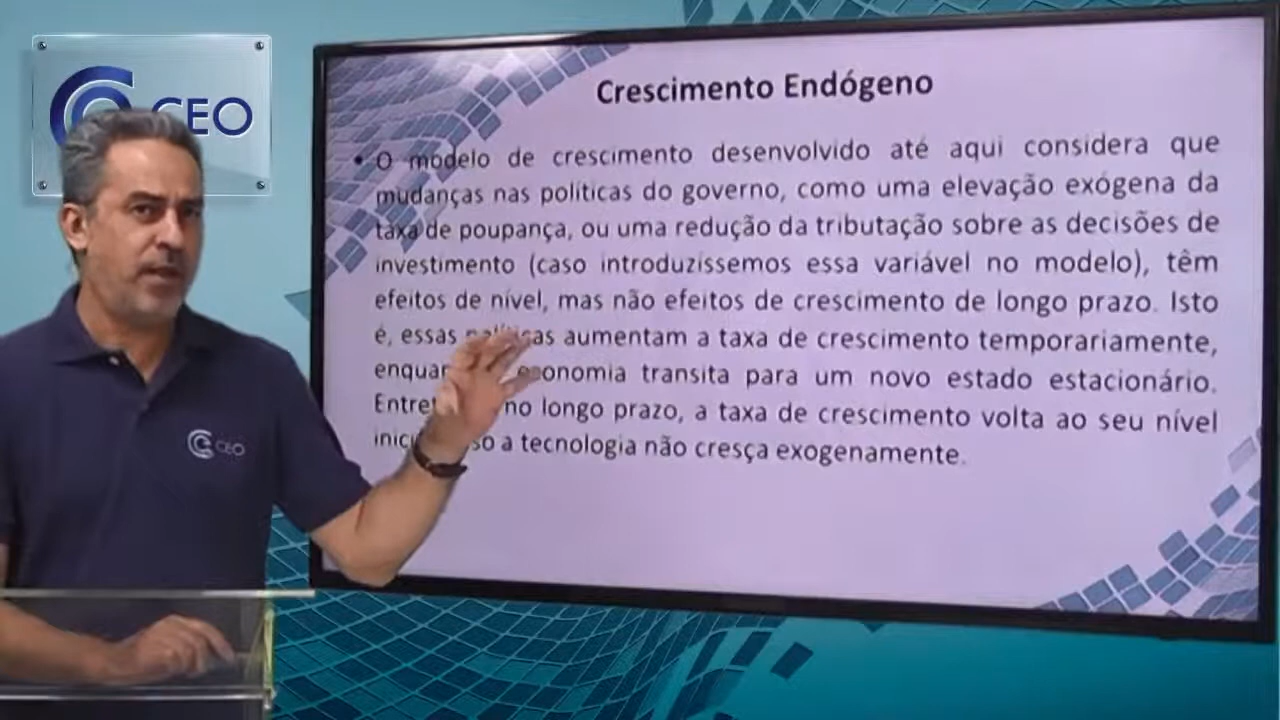 CEO
Crescimento Endógeno
• O modelo de crescimento desenvolvido até aqui considera que
mudanças nas políticas do governo, como uma elevação exógena da
taxa de poupança, ou uma redução da tributação sobre as decisões de
investimento (caso introduzíssemos essa variável no modelo), têm
efeitos de nível, mas não efeitos de crescimento de longo prazo. Isto
é, essas políticas aumentam a taxa de crescimento temporariamente,
economia transita para um novo estado estacionário.
no longo prazo, a taxa de crescimento volta ao seu nível
a tecnologia não cresça exogenamente.
CEO